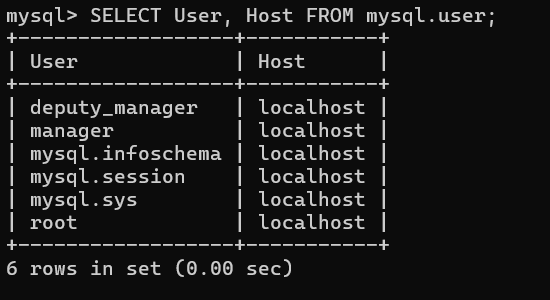 mysql> SELECT User, Host FROM mysql.user;
+------------------+-----------+
| User             | Host      |
+------------------+-----------+
| deputy_manager   | localhost |
| manager          | localhost |
| mysql.infoschema | localhost |
| mysql.session    | localhost |
| mysql.sys        | localhost |
| root             | localhost |
+------------------+-----------+
6 rows in set (0.00 sec)